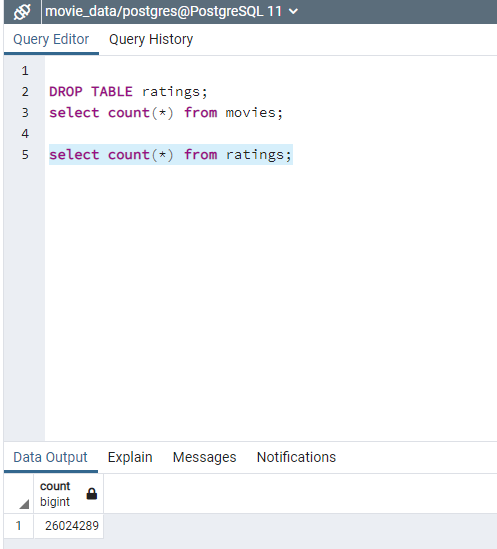 movie_data/postgres@PostgreSQL 11
Query Editor Query History
1
2 DROP TABLE ratings;
3 select count(*) from movies;
4
5 select count(*) from ratings;
Data Output Explain Messages Notifications
count
bigint
1 26024289